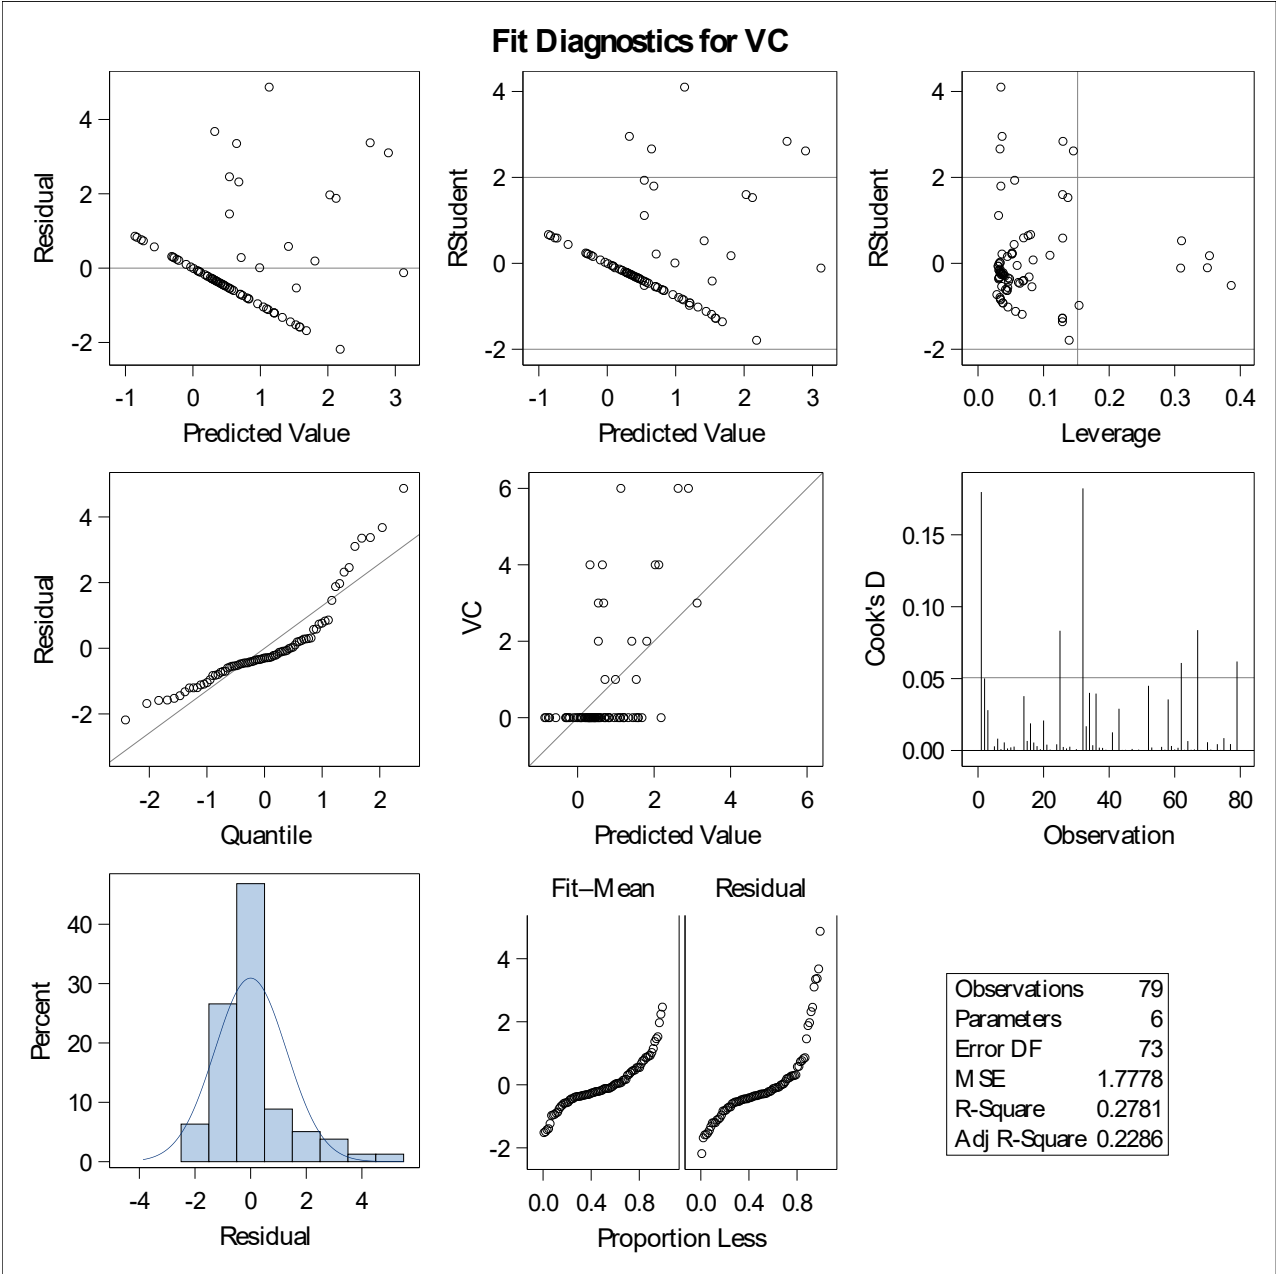 Fit Diagnostics for VC
4
2
0
-2
Residual
-1 0 1 2 3
Predicted Value
4
2
0
-2
RStudent
-1 0 1 2 3
Predicted Value
4
2
0
-2
RStudent
0.0 0.1 0.2 0.3 0.4
Leverage
4
2
0
-2
Residual
-2 -1 0 1 2
Quantile
6
4
2
0
VC
0 2 4 6
Predicted Value
0.15
0.10
0.05
0.00
Cook's D
0 20 40 60 80
Observation
40
30
20
10
0
Percent
-4 -2 0 2 4
Residual
Fit–Mean Residual
4
2
0
-2
0.0 0.4 0.8 0.0 0.4 0.8
Proportion Less
Observations 79
Parameters 6
Error DF 73
MSE 1.7778
R-Square 0.2781
Adj R-Square 0.2286